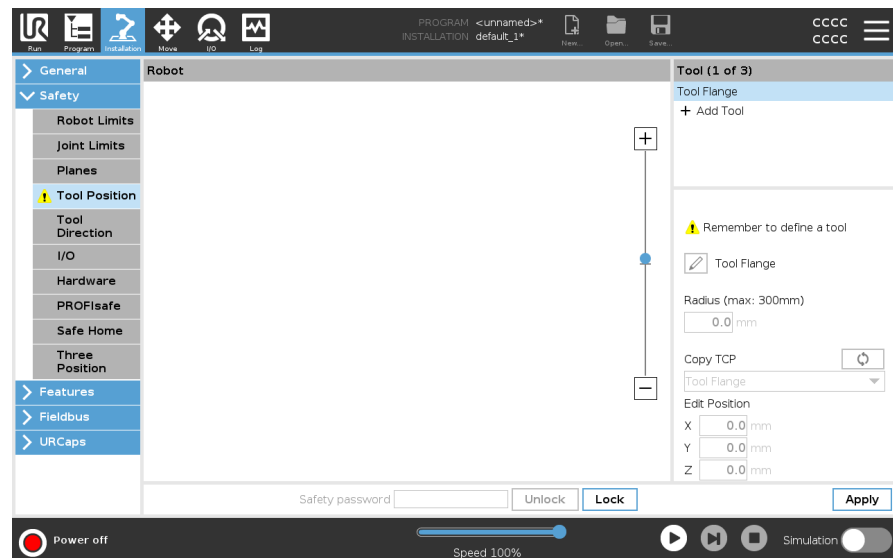 PROGRAM <unnamed>*
INSTALLATION default_1*
New...
Open...
Save...
CCCC
CCCC
Run
Program
Installation
Move
I/O
Log
General
Safety
Robot Limits
Joint Limits
Planes
Tool Position
Tool
Direction
I/O
Hardware
PROFIsafe
Safe Home
Three
Position
Features
Fieldbus
URCaps
Robot
+
−
Safety password
Unlock
Lock
Tool (1 of 3)
Tool Flange
+ Add Tool
Remember to define a tool
Tool Flange
Radius (max: 300mm)
0.0 mm
Copy TCP
Tool Flange
Edit Position
X 0.0 mm
Y 0.0 mm
Z 0.0 mm
Apply
Power off
Speed 100%
Simulation